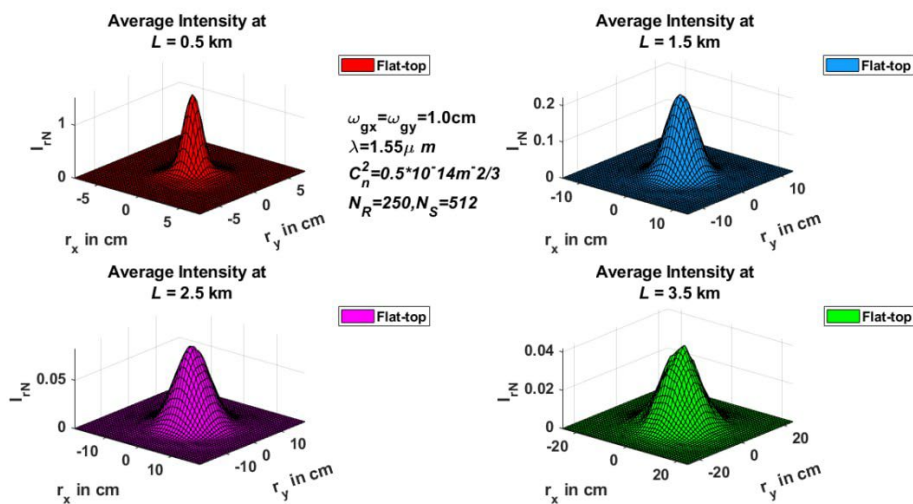 Average Intensity at
L = 0.5 km
Flat-top
I_rN
1
0
-5
0
5
-5
0
5
r_x in cm
r_y in cm
ω_gx=ω_gy=1.0cm
λ=1.55μ m
C_n^2=0.5*10^-14m^-2/3
N_R=250,N_S=512
Average Intensity at
L = 1.5 km
Flat-top
I_rN
0.2
0.1
0
-10
0
10
-10
0
10
r_x in cm
r_y in cm
Average Intensity at
L = 2.5 km
Flat-top
I_rN
0.05
0
-10
0
10
-10
0
10
r_x in cm
r_y in cm
Average Intensity at
L = 3.5 km
Flat-top
I_rN
0.04
0.02
0
-20
0
20
-20
0
20
r_x in cm
r_y in cm